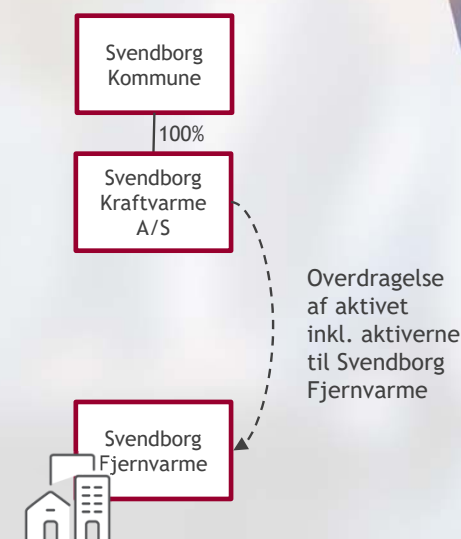 Svendborg
Kommune
100%
Svendborg
Kraftvarme
A/S
Overdragelse
af aktivet
inkl. aktiverne
til Svendborg
Fjernvarme
Svendborg
Fjernvarme